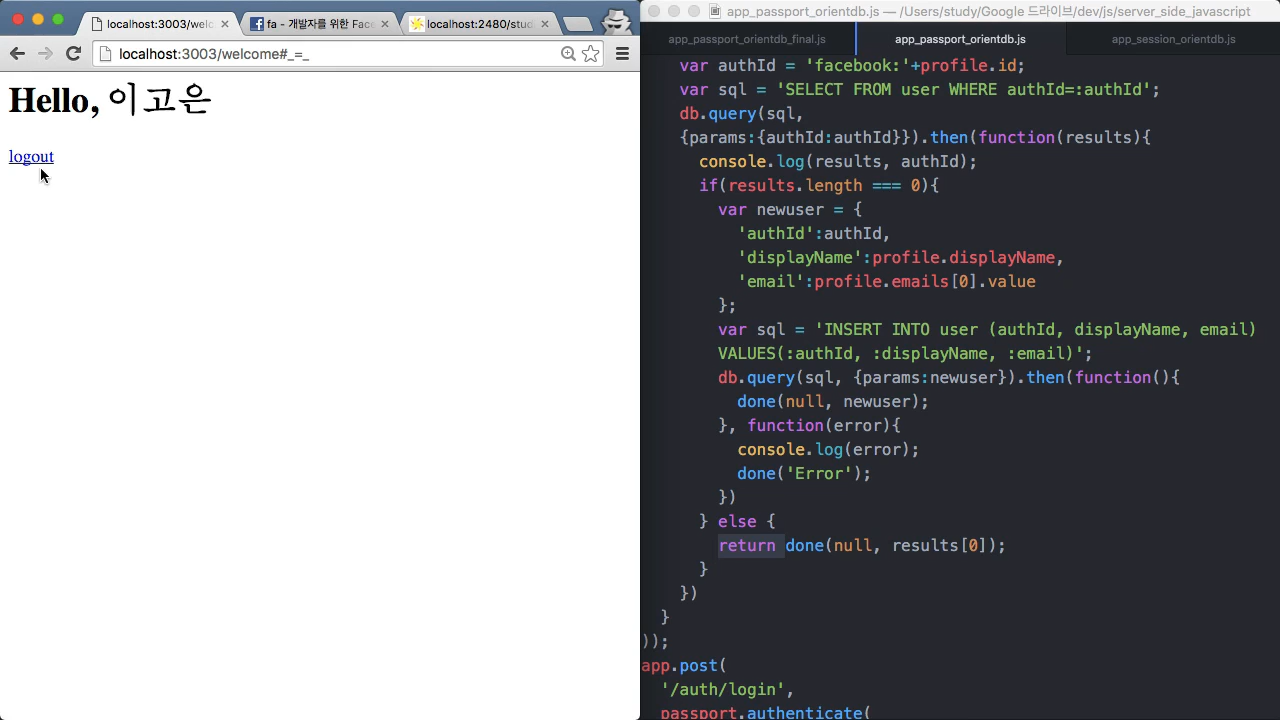 localhost:3003/welc
fa - 개발자를 위한 Face
localhost:2480/stud
localhost:3003/welcome#_=_
Hello, 이고은
logout
app_passport_orientdb.js — /Users/study/Google 드라이브/dev/js/server_side_javascript
app_passport_orientdb_final.js
app_passport_orientdb.js
app_session_orientdb.js
var authId = 'facebook:'+profile.id;
var sql = 'SELECT FROM user WHERE authId=:authId';
db.query(sql,
{params:{authId:authId}}).then(function(results){
console.log(results, authId);
if(results.length === 0){
var newuser = {
'authId':authId,
'displayName':profile.displayName,
'email':profile.emails[0].value
};
var sql = 'INSERT INTO user (authId, displayName, email)
VALUES(:authId, :displayName, :email)';
db.query(sql, {params:newuser}).then(function(){
done(null, newuser);
}, function(error){
console.log(error);
done('Error');
})
} else {
return done(null, results[0]);
}
})
}
));
app.post(
'/auth/login',
passport.authenticate(